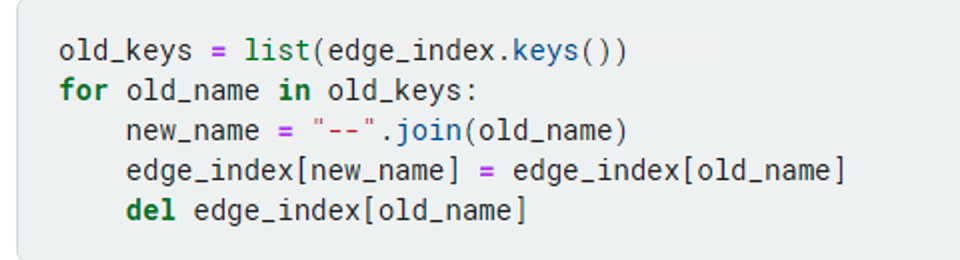 old_keys = list(edge_index.keys())
for old_name in old_keys:
    new_name = "--".join(old_name)
    edge_index[new_name] = edge_index[old_name]
    del edge_index[old_name]